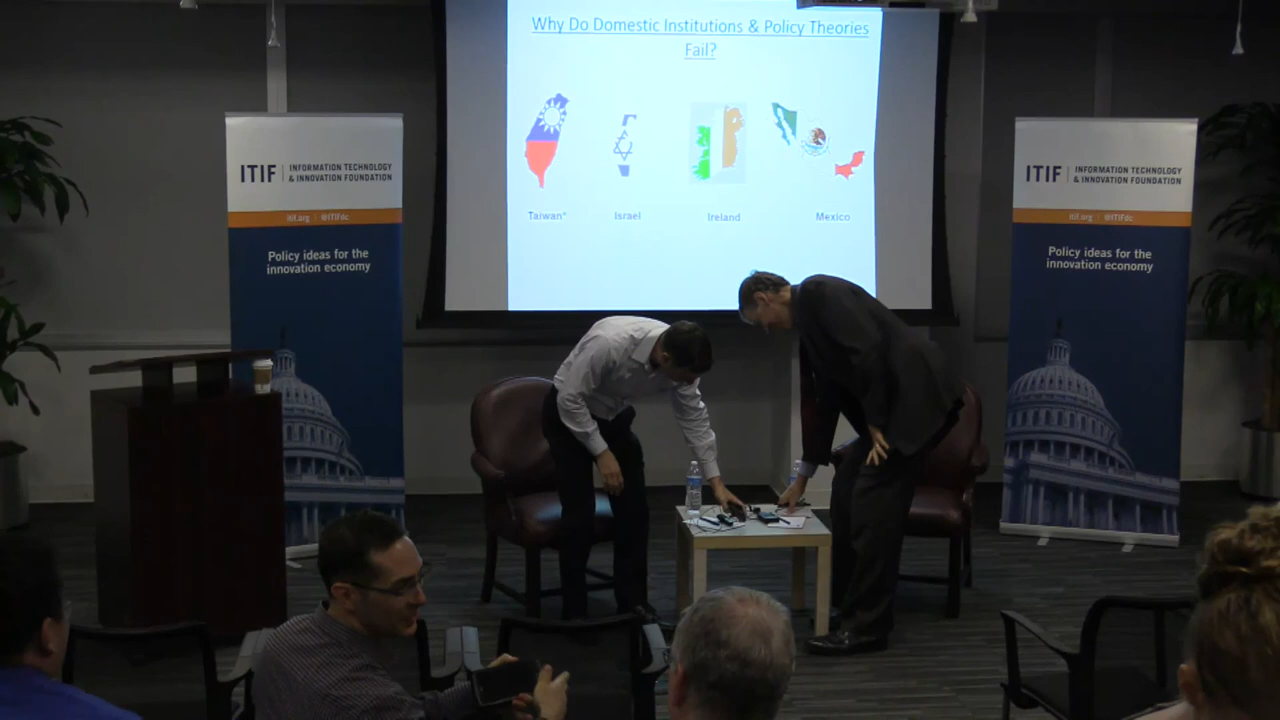 Why Do Domestic Institutions & Policy Theories
Fail?
Taiwan*
Israel
Ireland
Mexico
ITIF | INFORMATION TECHNOLOGY
& INNOVATION FOUNDATION
itif.org | @ITIFdc
Policy ideas for the
innovation economy
ITIF | INFORMATION TECHNOLOGY
& INNOVATION FOUNDATION
itif.org | @ITIFdc
Policy ideas for the
innovation economy